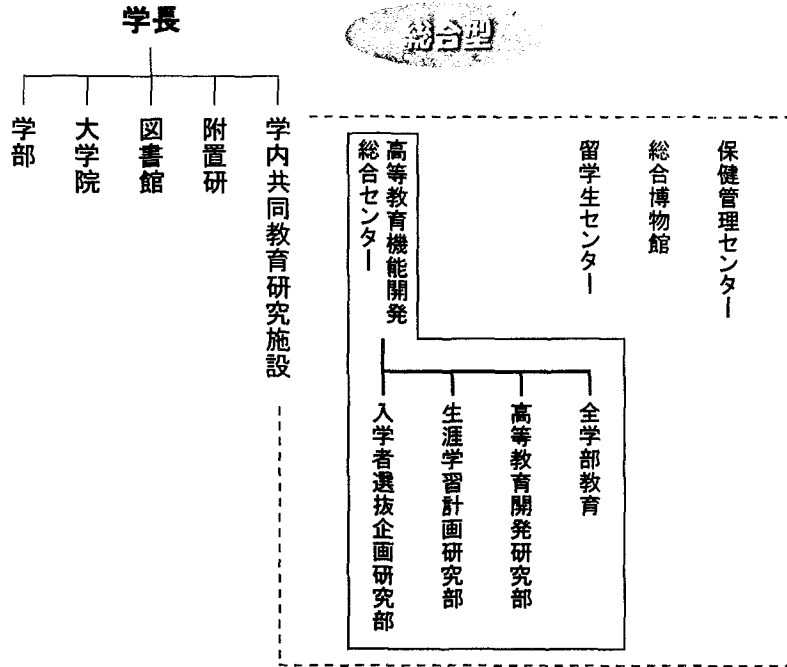 学長
総合型
学部
大学院
図書館
附置研
学内共同教育研究施設
高等教育機能開発
総合センター
留学生センター
総合博物館
保健管理センター
入学者選抜企画研究部
生涯学習計画研究部
高等教育開発研究部
全学部教育